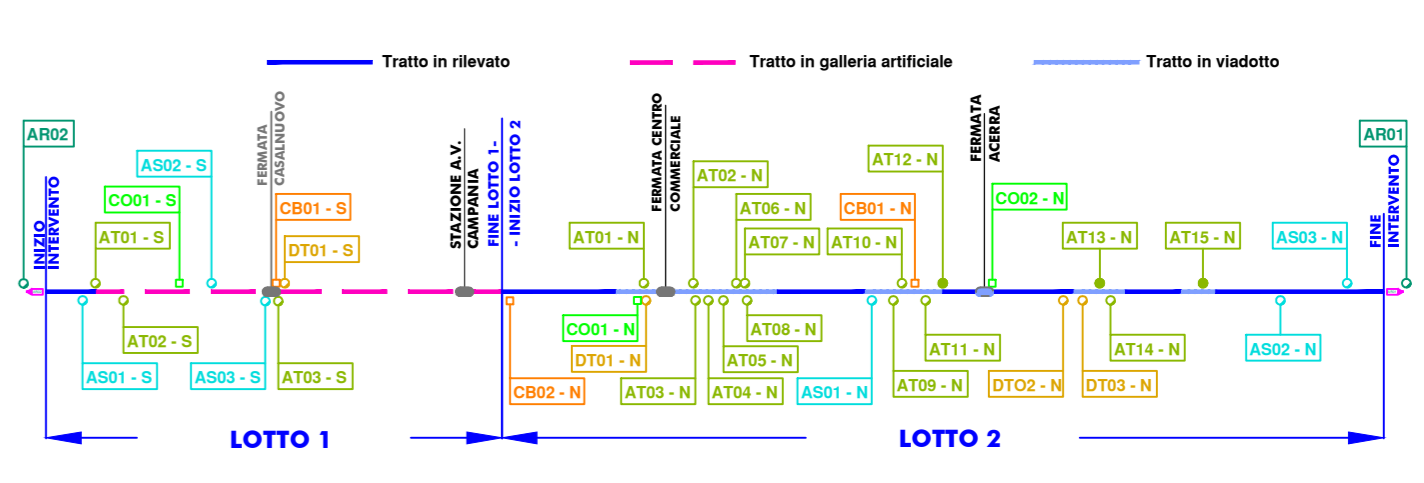 Tratto in rilevato
Tratto in galleria artificiale
Tratto in viadotto
AR02
INIZIO
INTERVENTO
AS02 - S
CO01 - S
AT01 - S
FERMATA
CASALNUOVO
CB01 - S
DT01 - S
STAZIONE A.V.
CAMPANIA
FINE LOTTO 1-
- INIZIO LOTTO 2
FERMATA CENTRO
COMMERCIALE
AT01 - N
AT02 - N
AT06 - N
AT07 - N
AT12 - N
CB01 - N
AT10 - N
FERMATA
ACERRA
CO02 - N
AT13 - N
AT15 - N
AS03 - N
AR01
FINE
INTERVENTO
AT02 - S
AS01 - S
AS03 - S
AT03 - S
CO01 - N
DT01 - N
CB02 - N
AT03 - N
AT04 - N
AT05 - N
AT08 - N
AS01 - N
AT09 - N
AT11 - N
DTO2 - N
DT03 - N
AT14 - N
AS02 - N
LOTTO 1
LOTTO 2